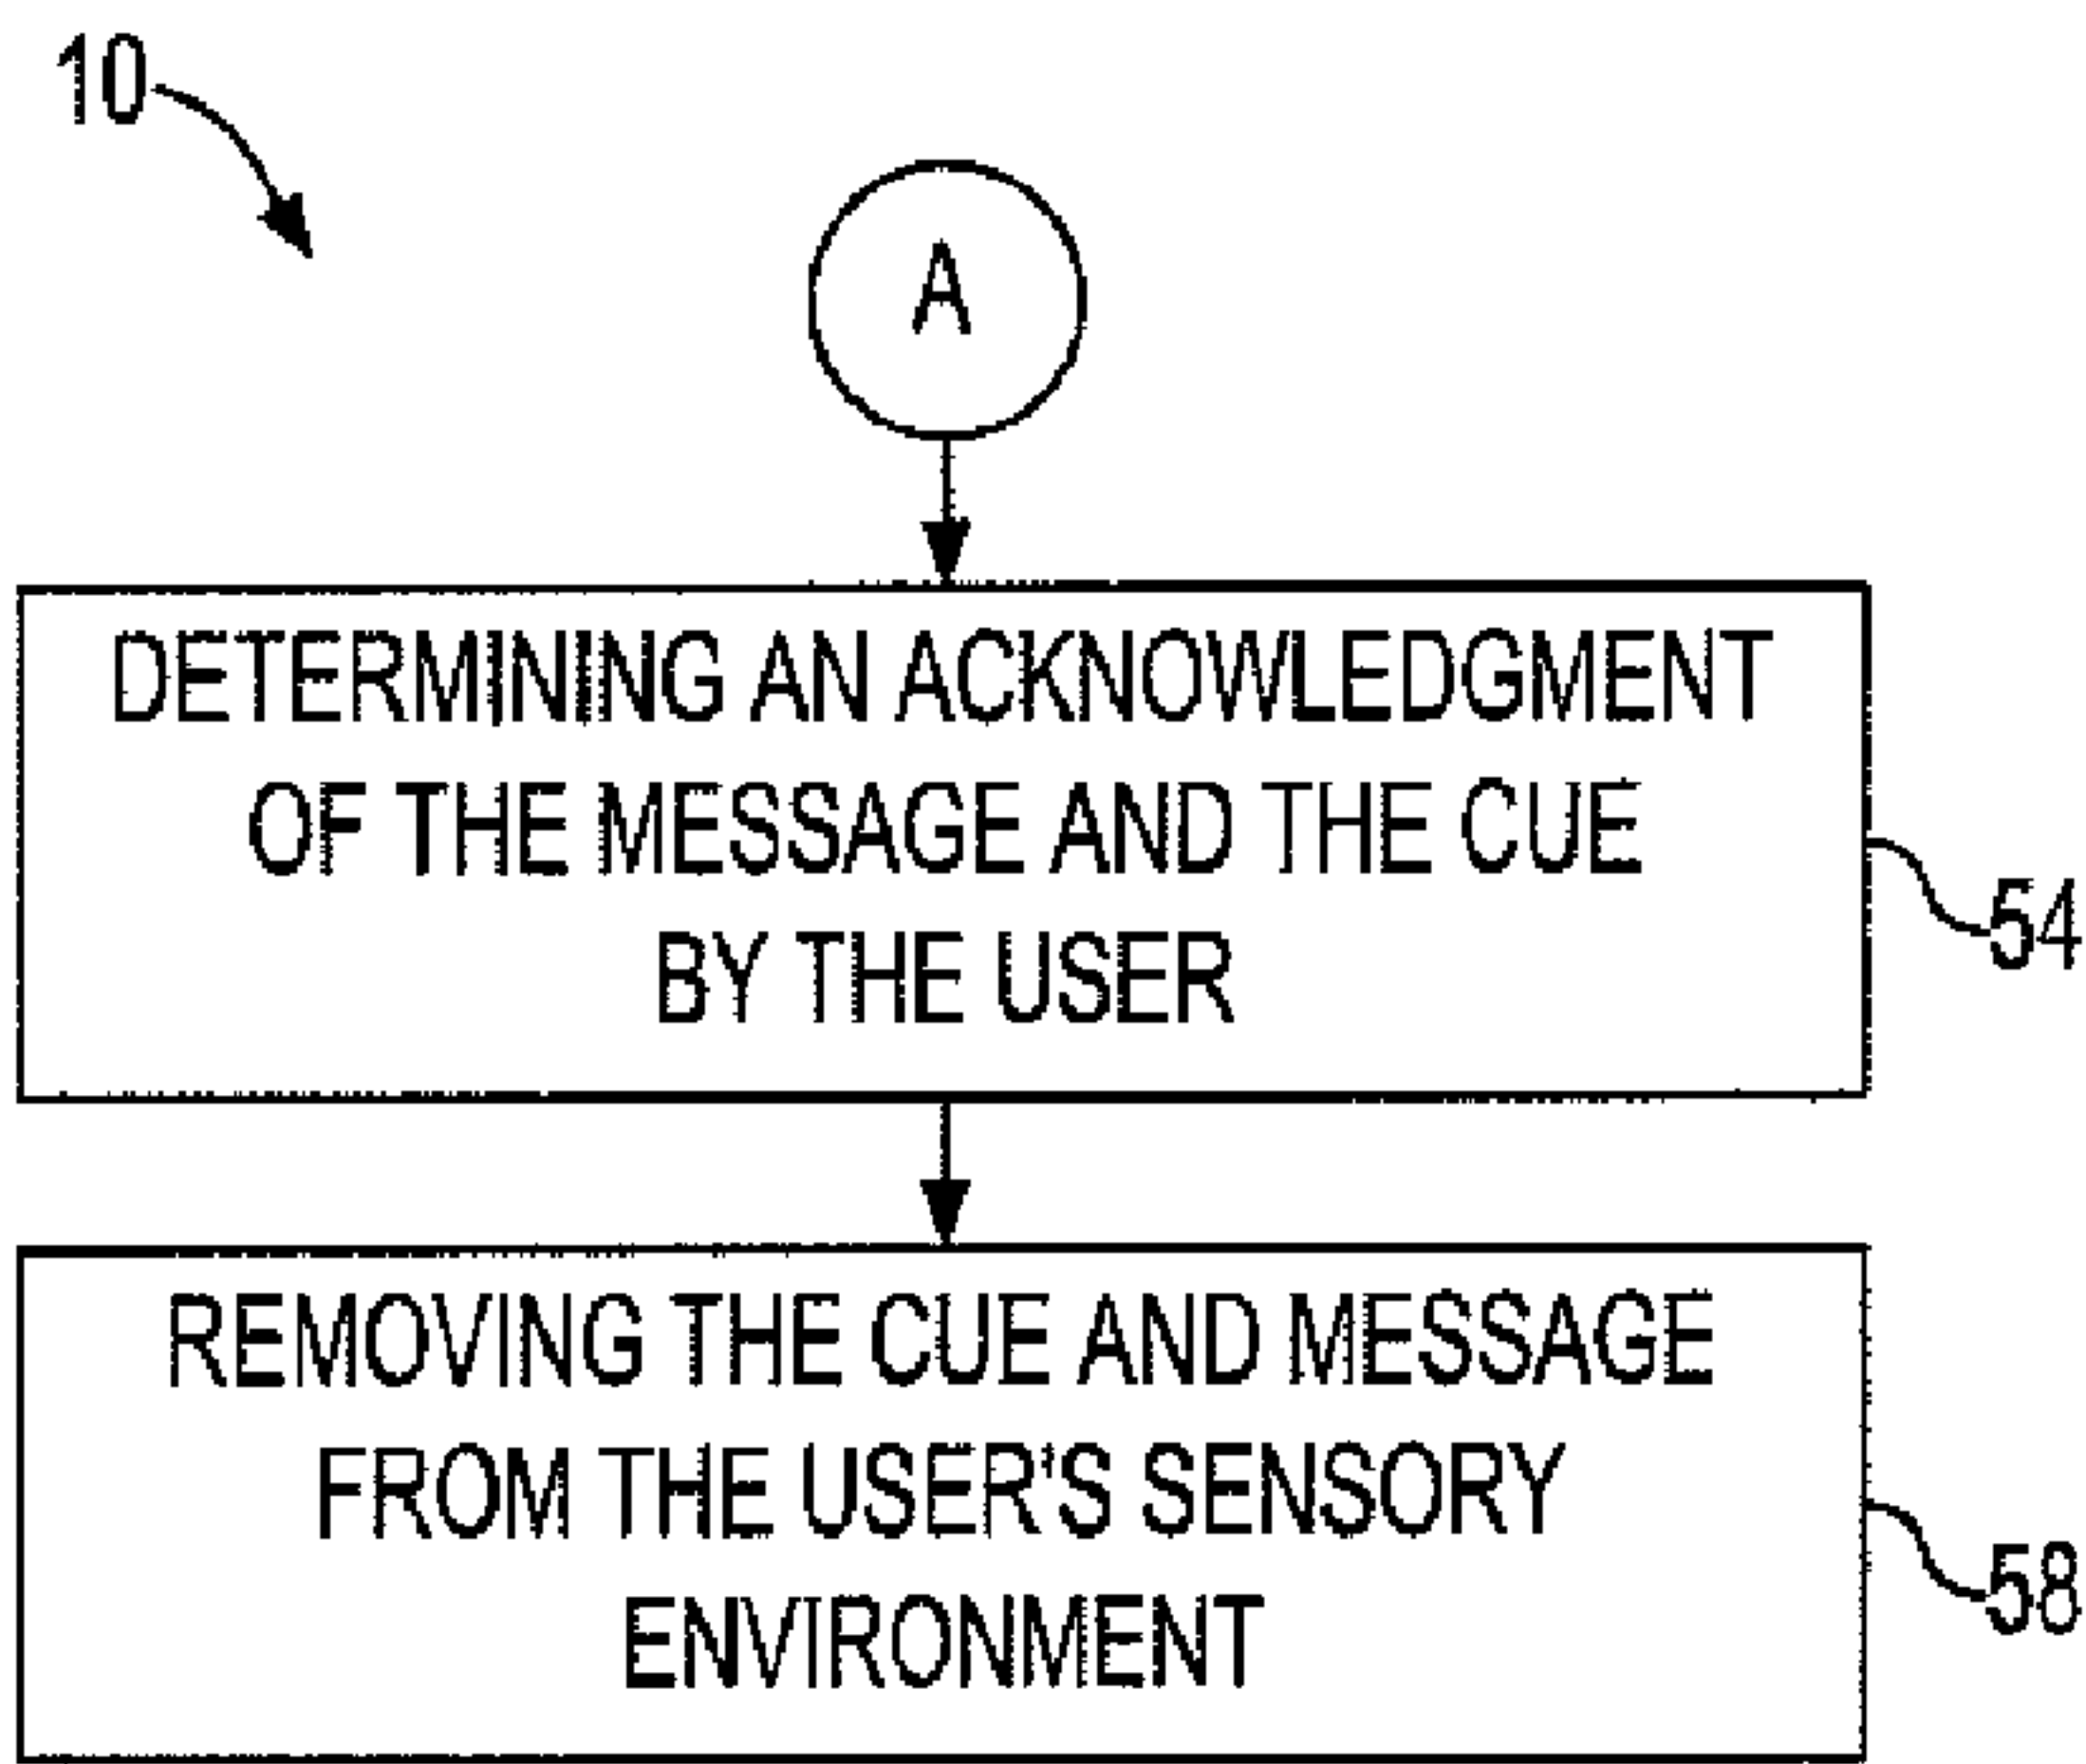 10
A
DETERMINING AN ACKNOWLEDGMENT
OF THE MESSAGE AND THE CUE
BY THE USER
54
REMOVING THE CUE AND MESSAGE
FROM THE USER'S SENSORY
ENVIRONMENT
58